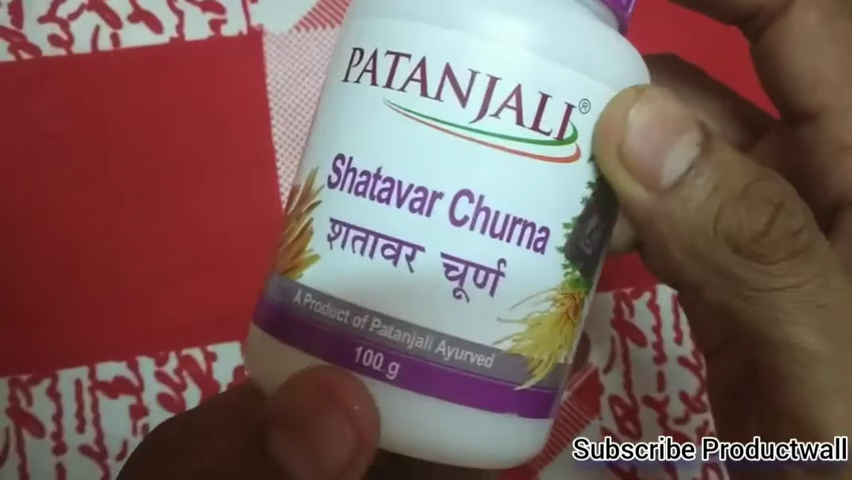 PATANJALI®
Shatavar Churna
शतावर चूर्ण
A Product of Patanjali Ayurved
100 g
Subscribe Productwall